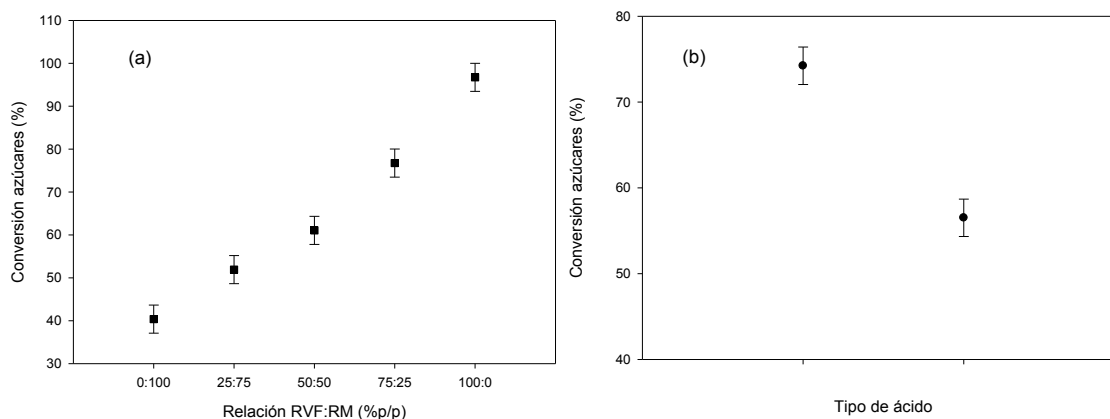 (a)
Conversión azúcares (%)
110
100
90
80
70
60
50
40
30
0:100 25:75 50:50 75:25 100:0
Relación RVF:RM (%p/p)
(b)
Conversión azúcares (%)
80
70
60
50
40
Tipo de ácido